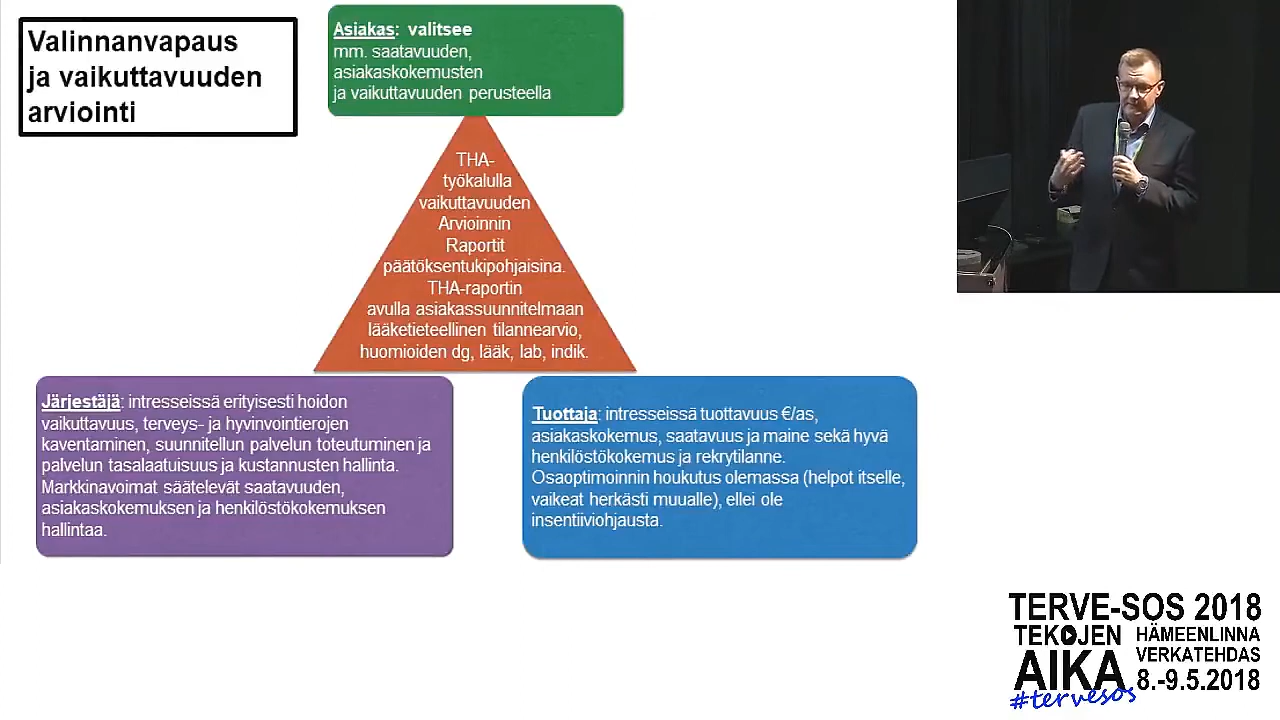 Valinnanvapaus
ja vaikuttavuuden
arviointi
Asiakas: valitsee
mm. saatavuuden,
asiakaskokemusten
ja vaikuttavuuden perusteella
THA-
työkalulla
vaikuttavuuden
Arvioinnin
Raportit
päätöksentukipohjaisina.
THA-raportin
avulla asiakassuunnitelmaan
lääketieteellinen tilannearvio,
huomioiden dg, lääk, lab, indik.
Järjestäjä: intresseissä erityisesti hoidon
vaikuttavuus, terveys- ja hyvinvointierojen
kaventaminen, suunnitellun palvelun toteutuminen ja
palvelun tasalaatuisuus ja kustannusten hallinta.
Markkinavoimat säätelevät saatavuuden,
asiakaskokemuksen ja henkilöstökokemuksen
hallintaa.
Tuottaja: intresseissä tuottavuus €/as,
asiakaskokemus, saatavuus ja maine sekä hyvä
henkilöstökokemus ja rekrytilanne.
Osaoptimoinnin houkutus olemassa (helpot itselle,
vaikeat herkästi muualle), ellei ole
insentiiviohjausta.
TERVE-SOS 2018
TEKOJEN
AIKA
HÄMEENLINNA
VERKATEHDAS
8.-9.5.2018
#tervesos